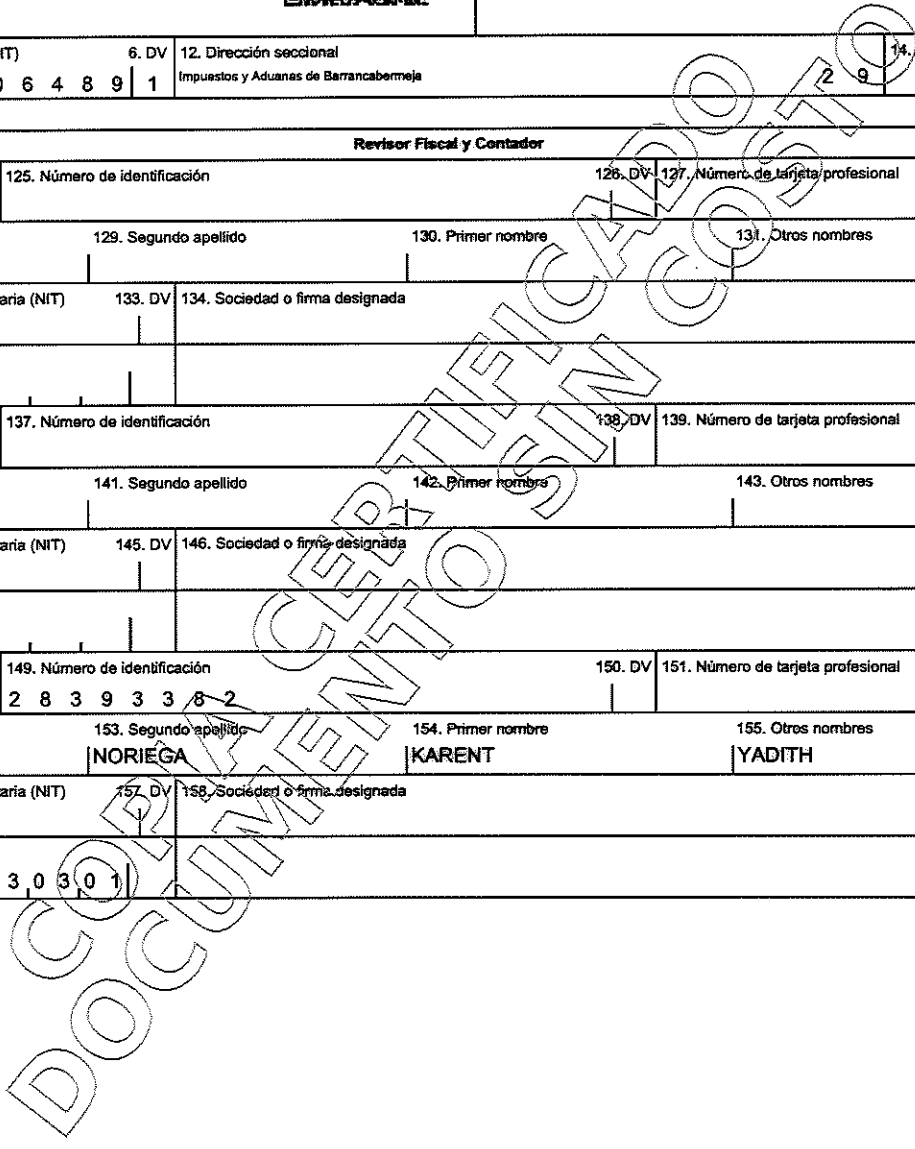 IT) 6. DV 12. Dirección seccional 14.
6 4 8 9 1 Impuestos y Aduanas de Barrancabermeja 2 9
Revisor Fiscal y Contador
125. Número de identificación 126. DV 127. Número de tarjeta profesional
129. Segundo apellido 130. Primer nombre 131. Otros nombres
aria (NIT) 133. DV 134. Sociedad o firma designada
137. Número de identificación 138. DV 139. Número de tarjeta profesional
141. Segundo apellido 142. Primer nombre 143. Otros nombres
aria (NIT) 145. DV 146. Sociedad o firma designada
149. Número de identificación 150. DV 151. Número de tarjeta profesional
2 8 3 9 3 3 8 2
153. Segundo apellido 154. Primer nombre 155. Otros nombres
NORIEGA KARENT YADITH
aria (NIT) 157. DV 158. Sociedad o firma designada
3 0 3 0 1
COPIA CERTIFICADO
DOCUMENTO SIN COSTO